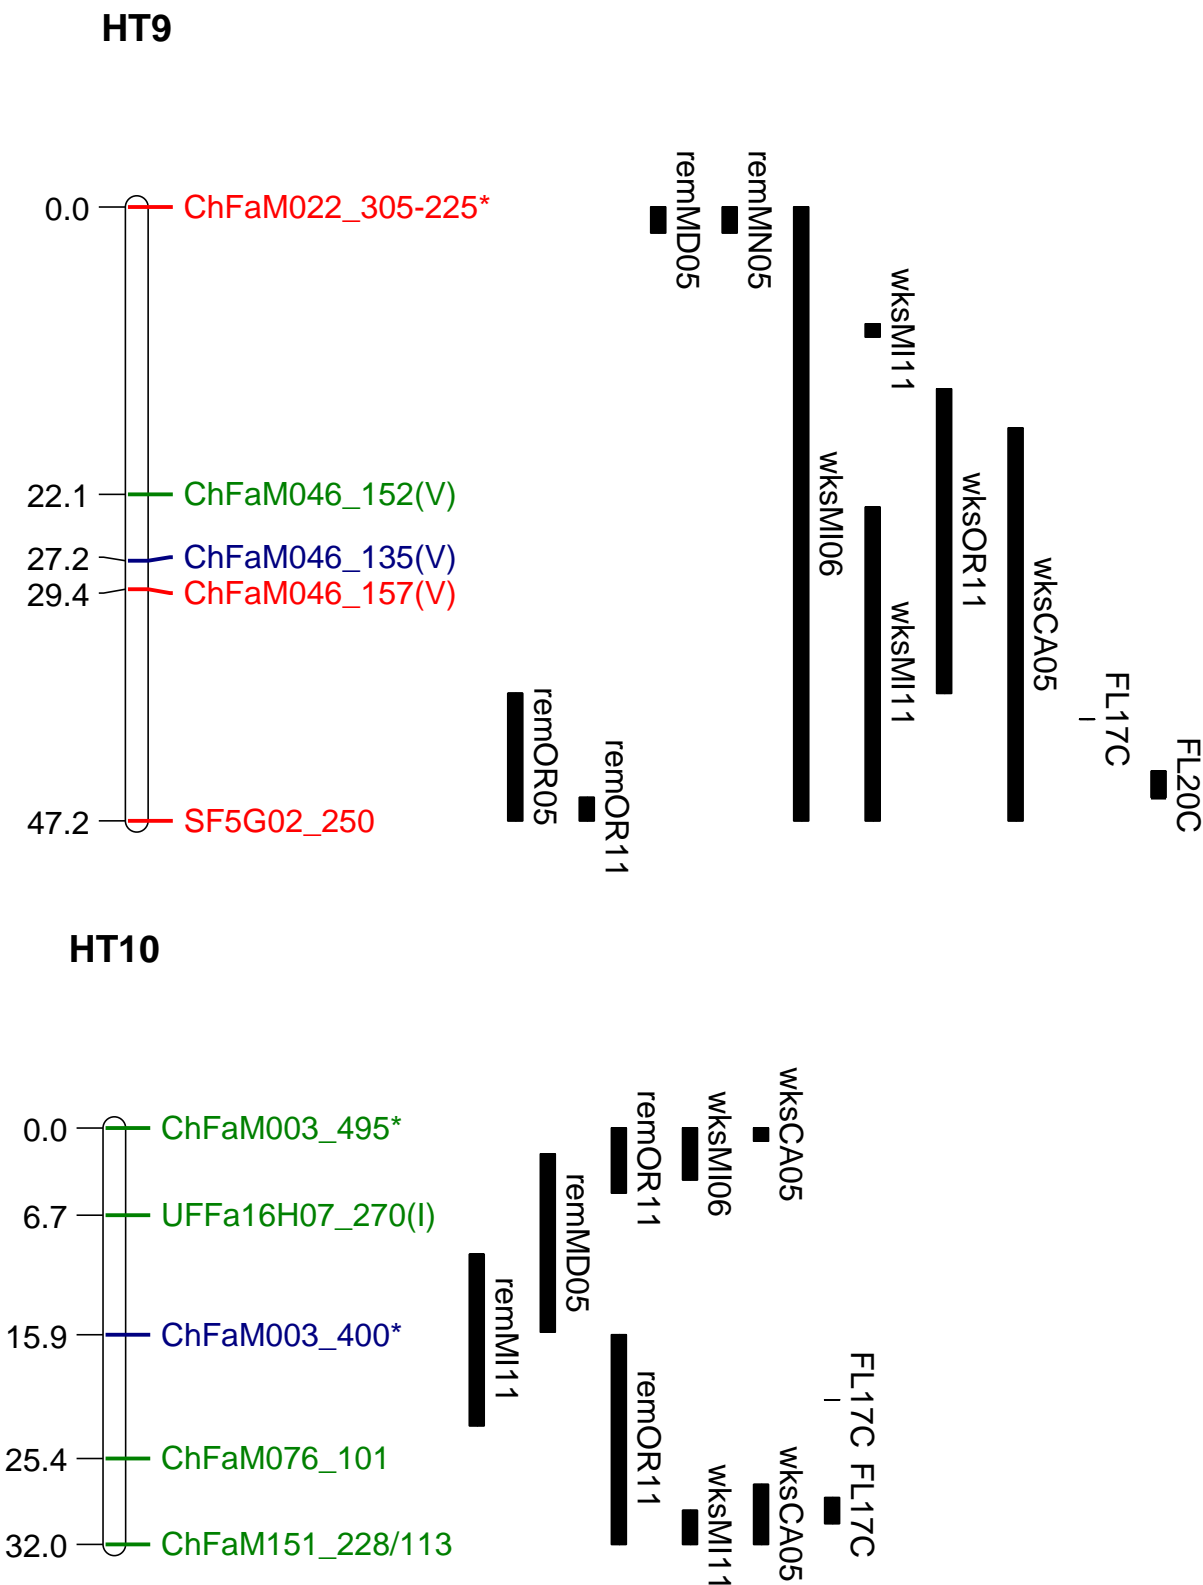 HT9
0.0 ChFaM022_305-225*
22.1 ChFaM046_152(V)
27.2 ChFaM046_135(V)
29.4 ChFaM046_157(V)
47.2 SF5G02_250
remOR05
remOR11
remMD05
remMN05
wksMI06
wksMI11
wksMI11
wksOR11
wksCA05
FL17C
FL20C
HT10
0.0 ChFaM003_495*
6.7 UFFa16H07_270(I)
15.9 ChFaM003_400*
25.4 ChFaM076_101
32.0 ChFaM151_228/113
remMI11
remMD05
remOR11
remOR11
wksMI06
wksMI11
wksCA05
wksCA05
FL17C
FL17C